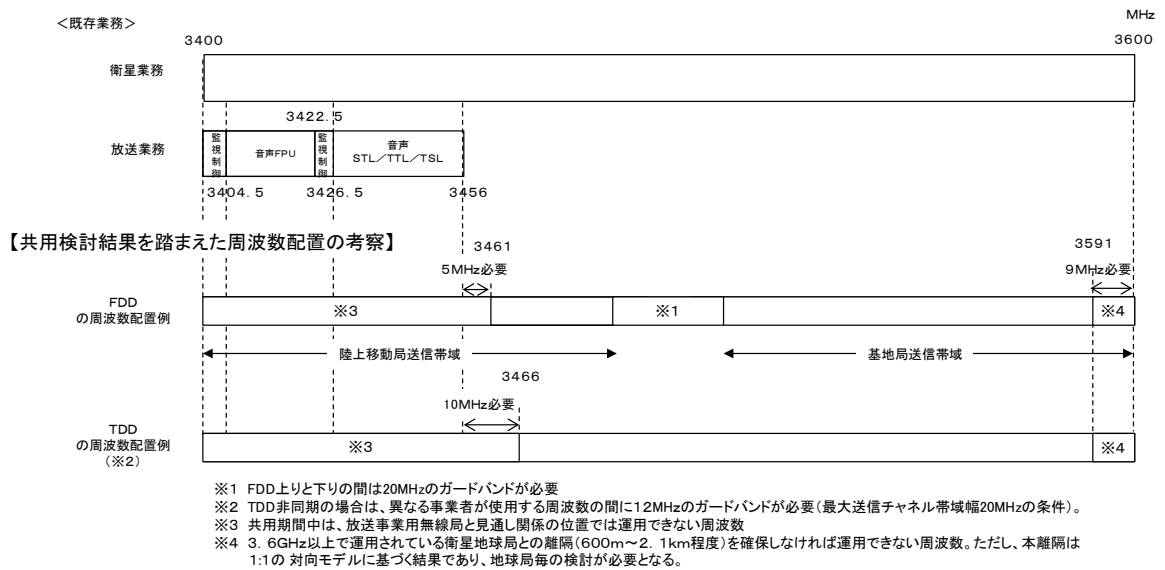 ＜既存業務＞
MHz
3400
3600
衛星業務
3422．5
放送業務
監視制御
音声FPU
監視制御
音声
STL／TTL／TSL
3404．5
3426．5
3456
【共用検討結果を踏まえた周波数配置の考察】
3461
3591
5MHz必要
9MHz必要
FDD
の周波数配置例
※3
※1
※4
陸上移動局送信帯域
基地局送信帯域
3466
10MHz必要
TDD
の周波数配置例
（※2）
※3
※4
※1 FDD上りと下りの間は20MHzのガードバンドが必要
※2 TDD非同期の場合は、異なる事業者が使用する周波数の間に12MHzのガードバンドが必要（最大送信チャネル帯域幅20MHzの条件）。
※3 共用期間中は、放送事業用無線局と見通し関係の位置では運用できない周波数
※4 3．6GHz以上で運用されている衛星地球局との離隔（600m～2．1km程度）を確保しなければ運用できない周波数。ただし、本離隔は
1:1の 対向モデルに基づく結果であり、地球局毎の検討が必要となる。